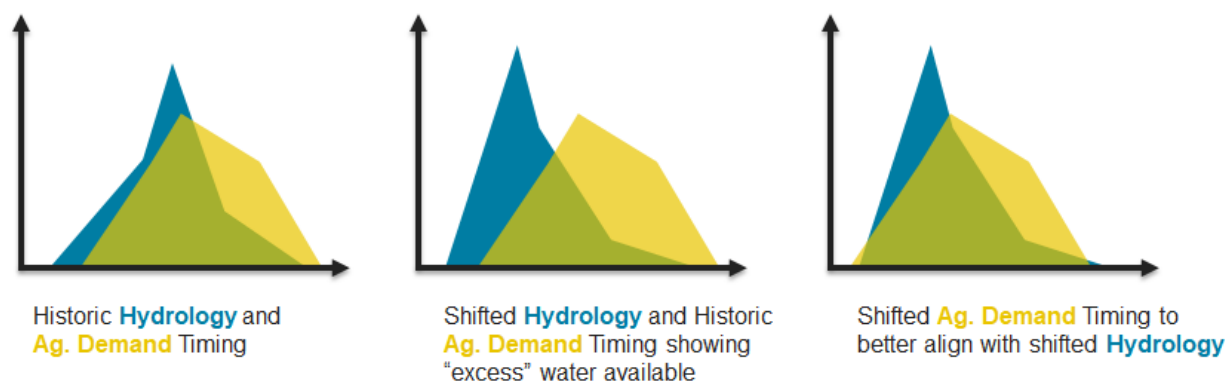 Historic Hydrology and
Ag. Demand Timing
Shifted Hydrology and Historic
Ag. Demand Timing showing
“excess” water available
Shifted Ag. Demand Timing to
better align with shifted Hydrology